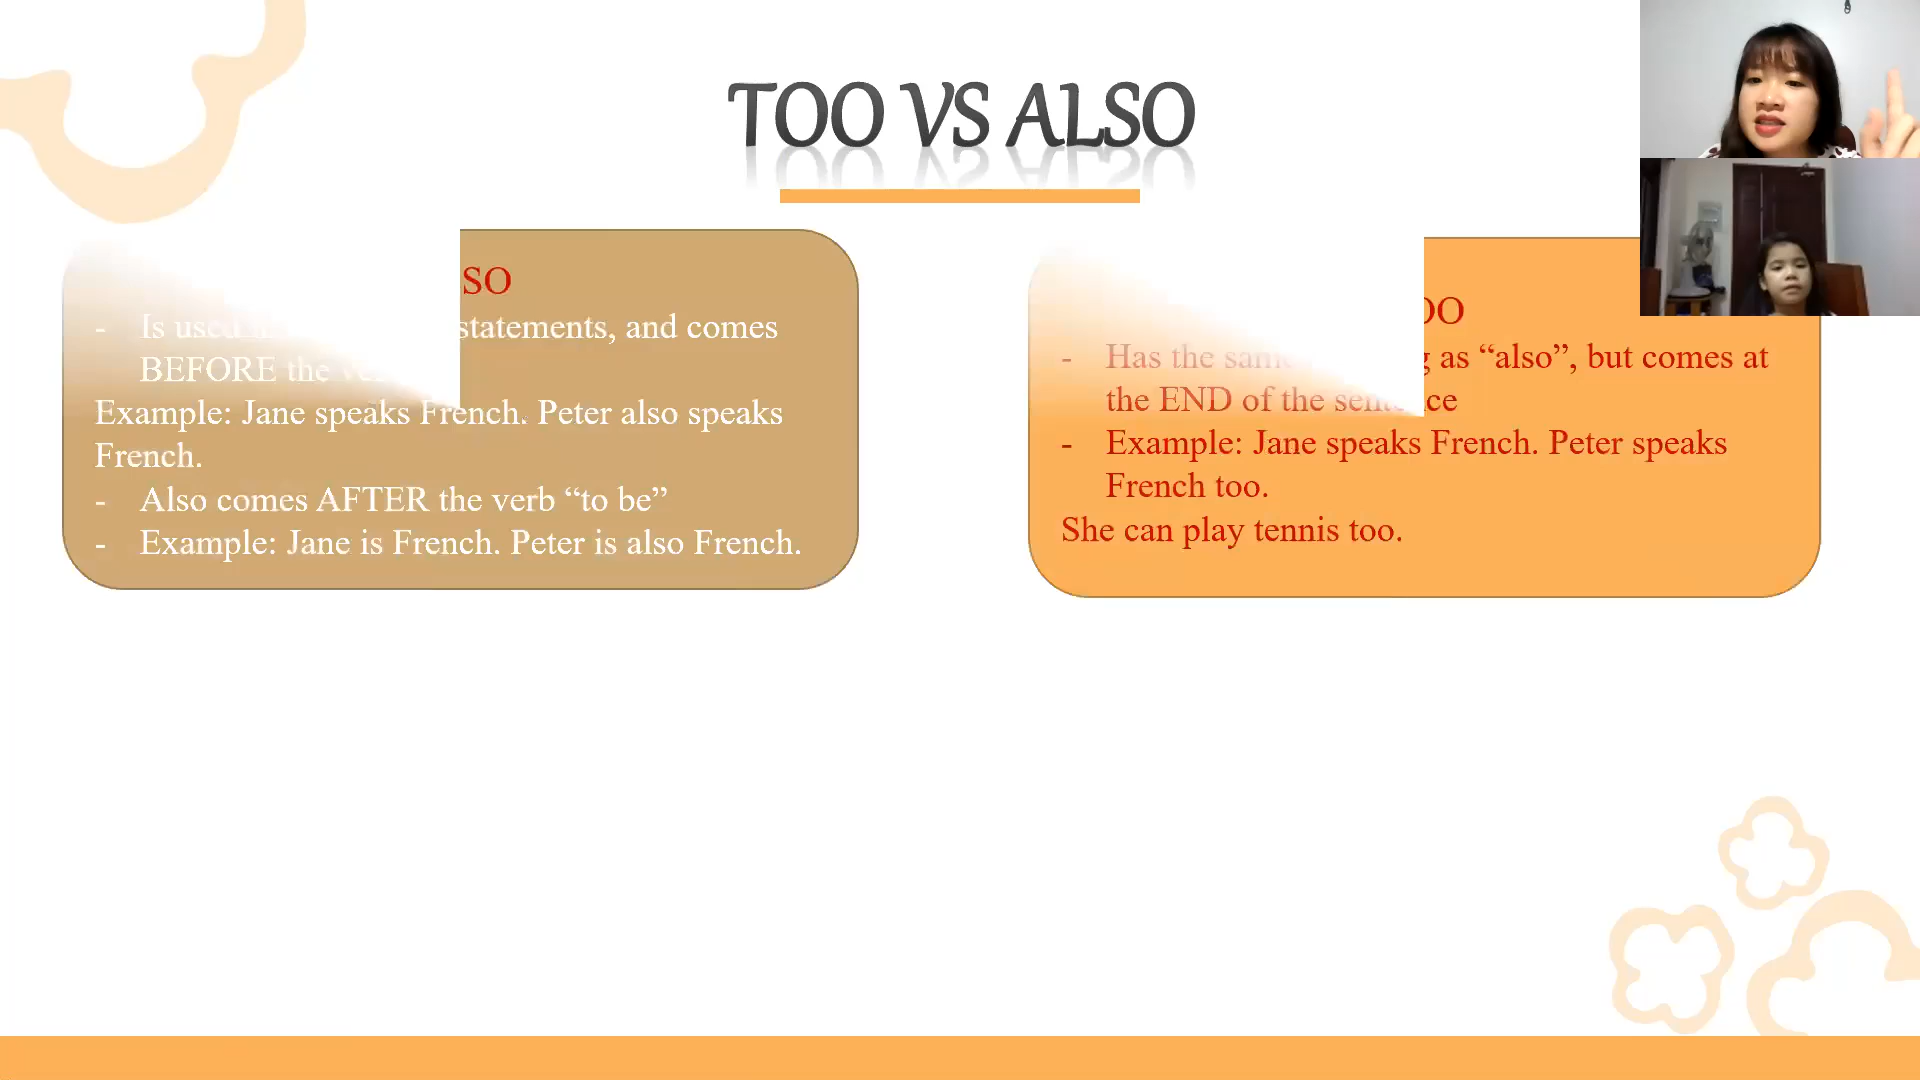 TOO VS ALSO
SO
- Is used statements, and comes
BEFORE the
Example: Jane speaks French. Peter also speaks
French.
- Also comes AFTER the verb “to be”
- Example: Jane is French. Peter is also French.
OO
- Has the same as “also”, but comes at
the END of the sentence
- Example: Jane speaks French. Peter speaks
French too.
She can play tennis too.